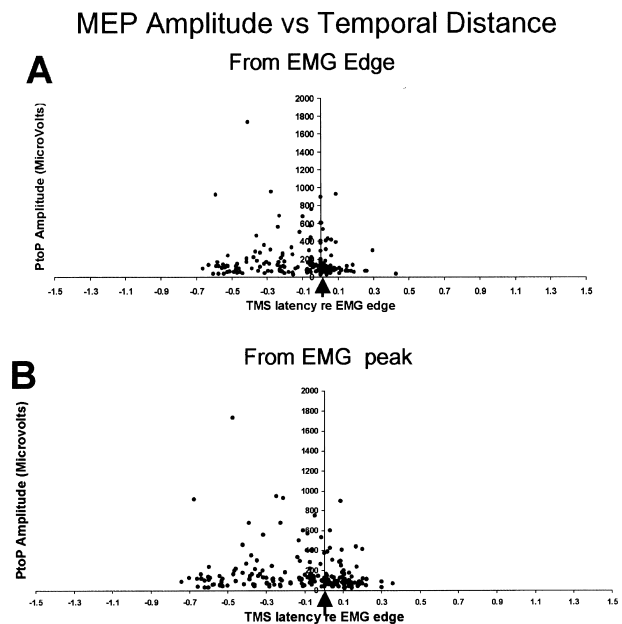 MEP Amplitude vs Temporal Distance
A
From EMG Edge
PtoP Amplitude (MicroVolts)
2000
1800
1600
1400
1200
1000
800
600
400
200
0
-1.5 -1.3 -1.1 -0.9 -0.7 -0.5 -0.3 -0.1 0.1 0.3 0.5 0.7 0.9 1.1 1.3 1.5
TMS latency re EMG edge
B
From EMG peak
PtoP Amplitude (Microvolts)
2000
1800
1600
1400
1200
1000
800
600
400
200
0
-1.5 -1.3 -1.1 -0.9 -0.7 -0.5 -0.3 -0.1 0.1 0.3 0.5 0.7 0.9 1.1 1.3 1.5
TMS latency re EMG edge